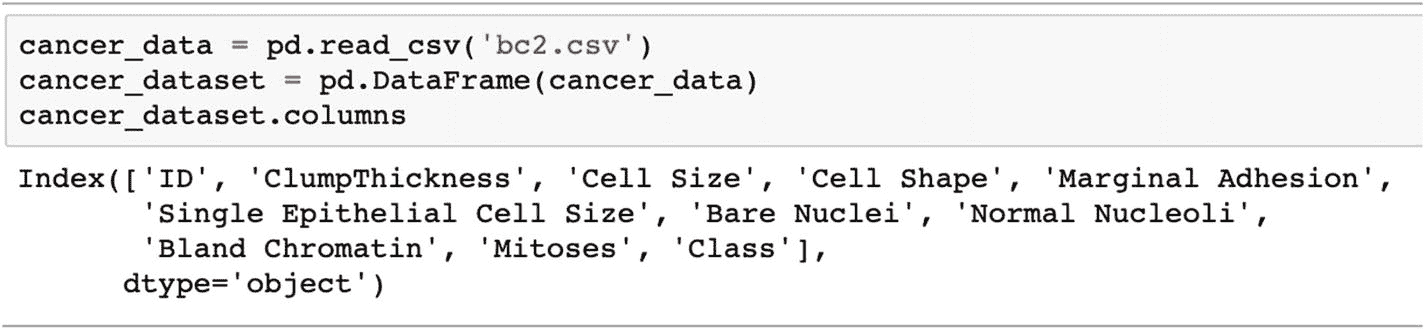 cancer_data = pd.read_csv('bc2.csv')
cancer_dataset = pd.DataFrame(cancer_data)
cancer_dataset.columns
Index(['ID', 'ClumpThickness', 'Cell Size', 'Cell Shape', 'Marginal Adhesion',
       'Single Epithelial Cell Size', 'Bare Nuclei', 'Normal Nucleoli',
       'Bland Chromatin', 'Mitoses', 'Class'],
      dtype='object')